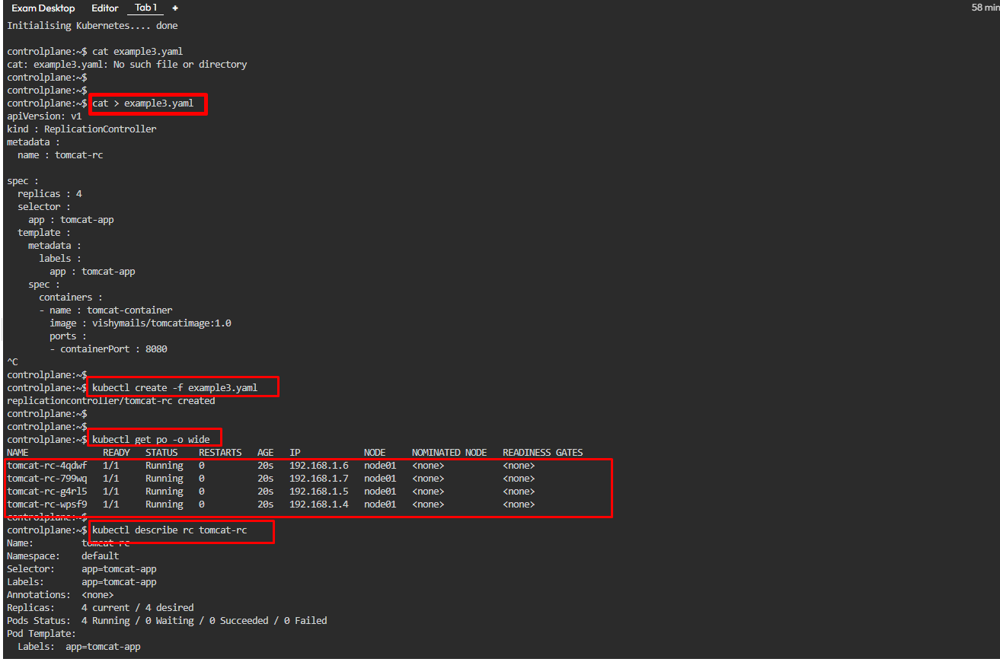 Exam Desktop Editor Tab 1 + 58 min
Initialising Kubernetes.... done
controlplane:~$ cat example3.yaml
cat: example3.yaml: No such file or directory
controlplane:~$
controlplane:~$
controlplane:~$ cat > example3.yaml
apiVersion: v1
kind : ReplicationController
metadata :
  name : tomcat-rc
spec :
  replicas : 4
  selector :
    app : tomcat-app
  template :
    metadata :
      labels :
        app : tomcat-app
    spec :
      containers :
      - name : tomcat-container
        image : vishymails/tomcatimage:1.0
        ports :
        - containerPort : 8080
^C
controlplane:~$
controlplane:~$ kubectl create -f example3.yaml
replicationcontroller/tomcat-rc created
controlplane:~$
controlplane:~$
controlplane:~$ kubectl get po -o wide
NAME READY STATUS RESTARTS AGE IP NODE NOMINATED NODE READINESS GATES
tomcat-rc-4qdwf 1/1 Running 0 20s 192.168.1.6 node01 <none> <none>
tomcat-rc-799wq 1/1 Running 0 20s 192.168.1.7 node01 <none> <none>
tomcat-rc-g4rl5 1/1 Running 0 20s 192.168.1.5 node01 <none> <none>
tomcat-rc-wpsf9 1/1 Running 0 20s 192.168.1.4 node01 <none> <none>
controlplane:~$
controlplane:~$ kubectl describe rc tomcat-rc
Name: tomcat-rc
Namespace: default
Selector: app=tomcat-app
Labels: app=tomcat-app
Annotations: <none>
Replicas: 4 current / 4 desired
Pods Status: 4 Running / 0 Waiting / 0 Succeeded / 0 Failed
Pod Template:
  Labels: app=tomcat-app